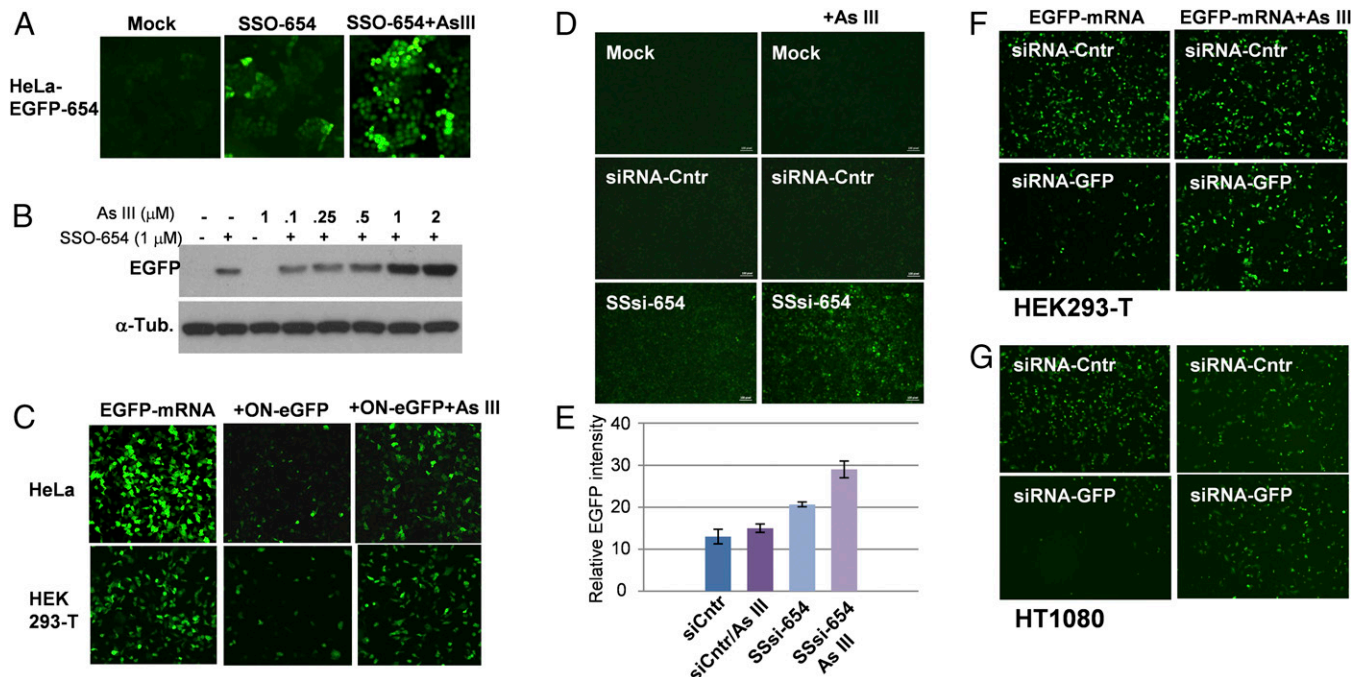 A
Mock SSO-654 SSO-654+AsIII
HeLa-
EGFP-654
B
As III (μM) - - 1 .1 .25 .5 1 2
SSO-654 (1 μM) - + - + + + + +
EGFP
α-Tub.
C
EGFP-mRNA +ON-eGFP +ON-eGFP+As III
HeLa
HEK
293-T
D
+As III
Mock Mock
siRNA-Cntr siRNA-Cntr
SSsi-654 SSsi-654
E
Relative EGFP intensity
40
30
20
10
0
siCntr
siCntr/As III
SSsi-654
SSsi-654
As III
F
EGFP-mRNA EGFP-mRNA+As III
siRNA-Cntr siRNA-Cntr
siRNA-GFP siRNA-GFP
HEK293-T
G
siRNA-Cntr siRNA-Cntr
siRNA-GFP siRNA-GFP
HT1080